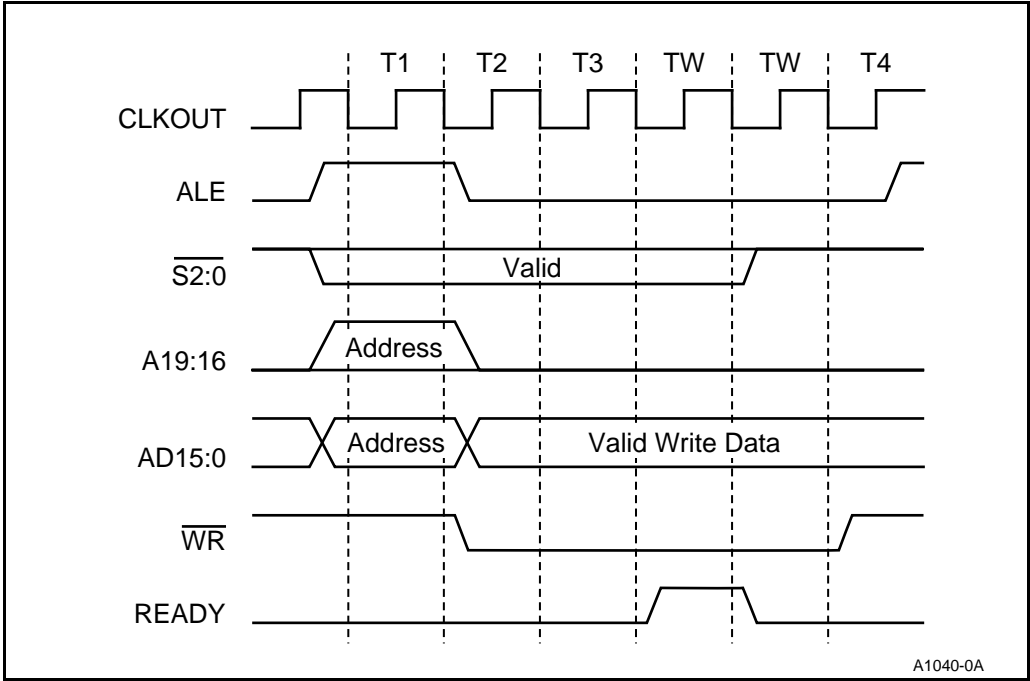 T1 T2 T3 TW TW T4
CLKOUT
ALE
S2:0 Valid
A19:16 Address
AD15:0 Address Valid Write Data
WR
READY
A1040-0A